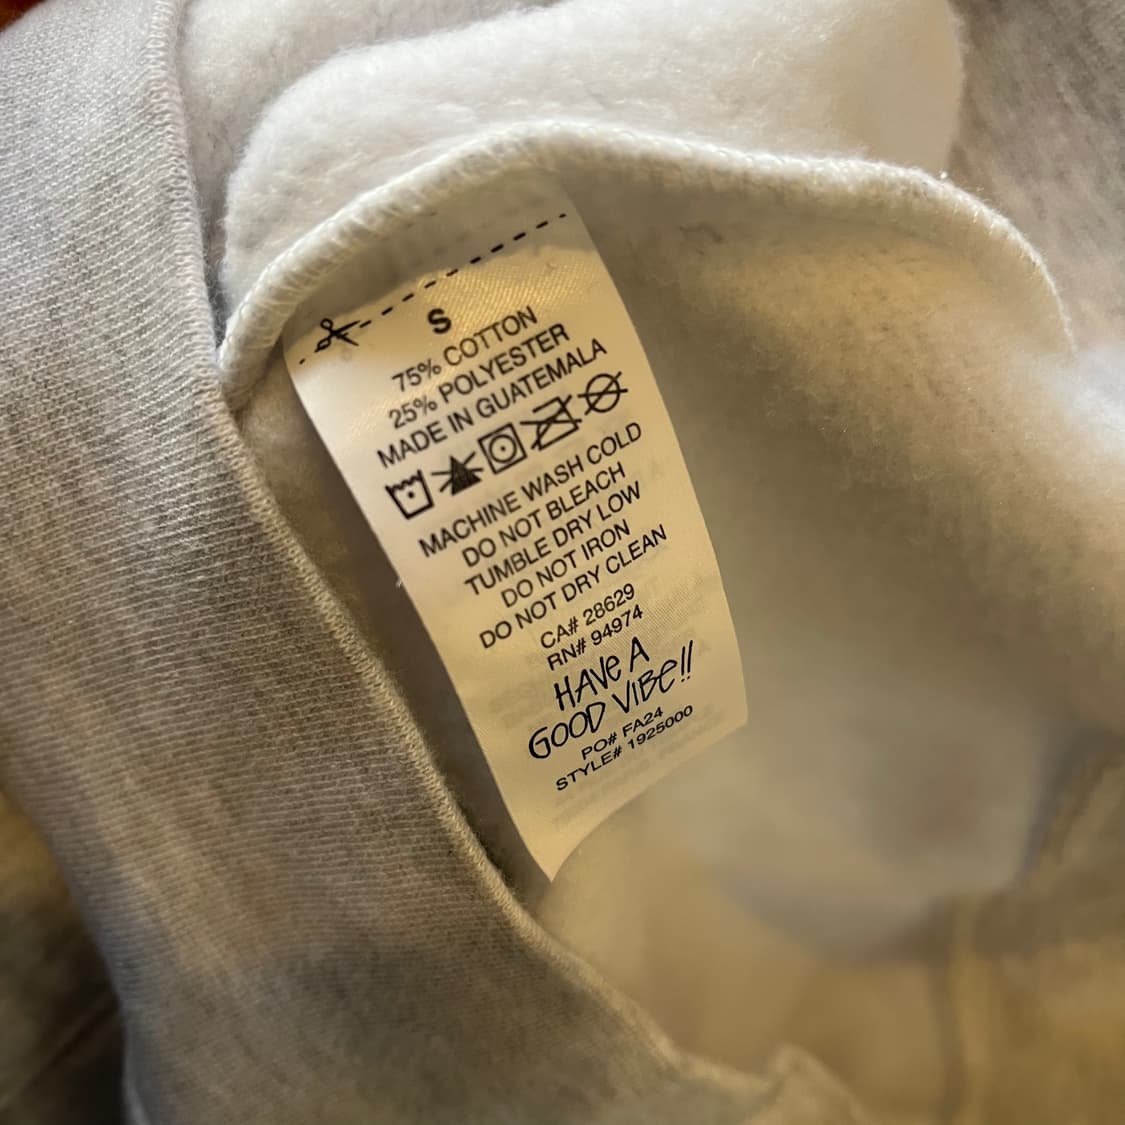 S
75% COTTON
25% POLYESTER
MADE IN GUATEMALA
MACHINE WASH COLD
DO NOT BLEACH
TUMBLE DRY LOW
DO NOT IRON
DO NOT DRY CLEAN
CA# 28629
RN# 94974
HAVE A
GOOD VIBE!!
PO# FA24
STYLE# 1925000